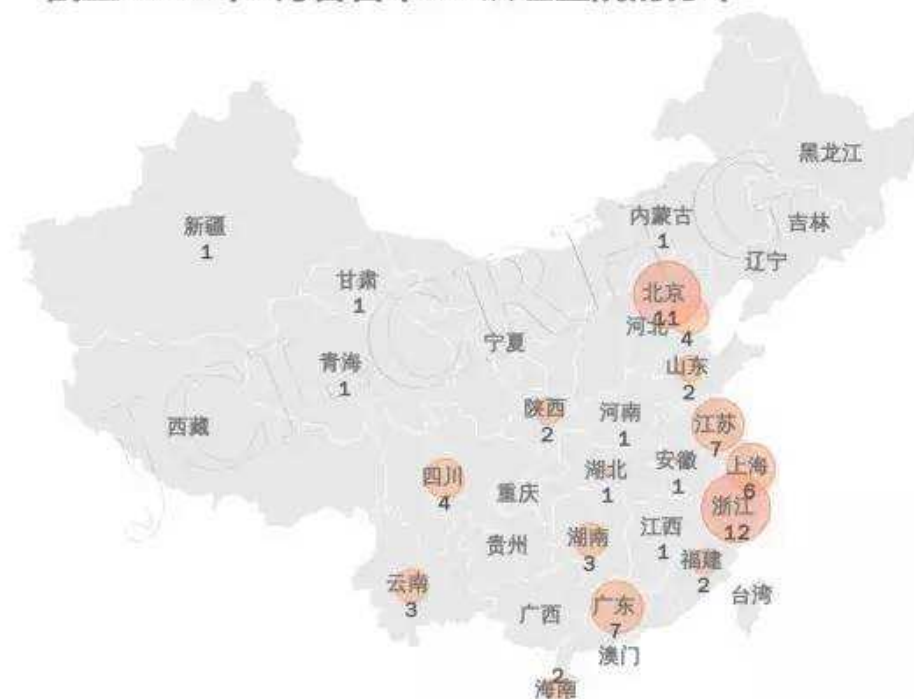 黑龙江
内蒙古
1
吉林
新疆
1
辽宁
甘肃
1
北京
11
河北
4
宁夏
青海
1
山东
2
陕西
2
河南
1
江苏
7
西藏
安徽
1
上海
6
四川
4
湖北
1
重庆
浙江
12
江西
1
湖南
3
贵州
福建
2
云南
3
台湾
广西
广东
7
澳门
2
海南